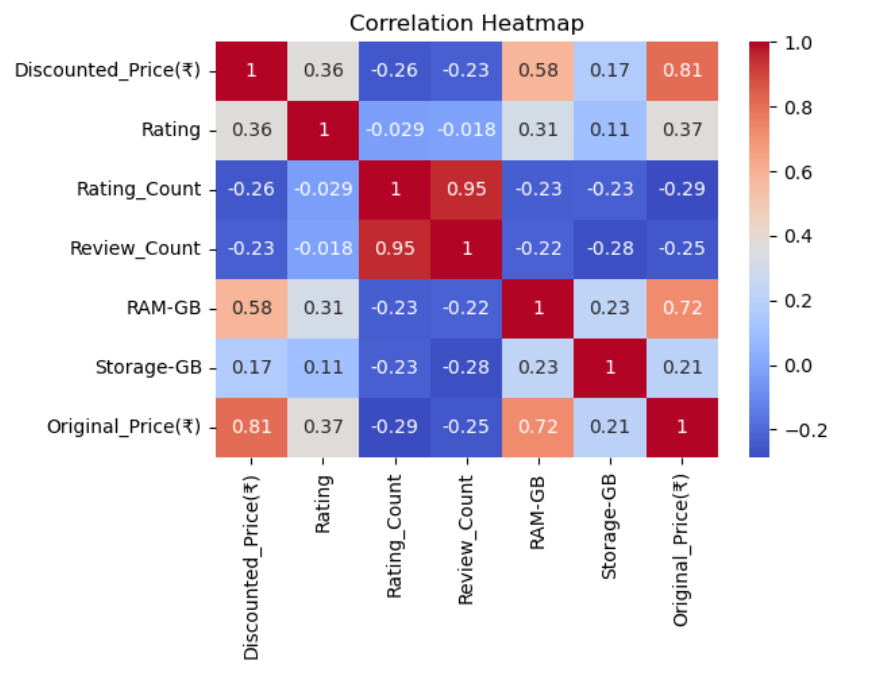 Correlation Heatmap
Discounted_Price(₹) 1 0.36 -0.26 -0.23 0.58 0.17 0.81
Rating 0.36 1 -0.029 -0.018 0.31 0.11 0.37
Rating_Count -0.26 -0.029 1 0.95 -0.23 -0.23 -0.29
Review_Count -0.23 -0.018 0.95 1 -0.22 -0.28 -0.25
RAM-GB 0.58 0.31 -0.23 -0.22 1 0.23 0.72
Storage-GB 0.17 0.11 -0.23 -0.28 0.23 1 0.21
Original_Price(₹) 0.81 0.37 -0.29 -0.25 0.72 0.21 1
Discounted_Price(₹)
Rating
Rating_Count
Review_Count
RAM-GB
Storage-GB
Original_Price(₹)
1.0
0.8
0.6
0.4
0.2
0.0
−0.2